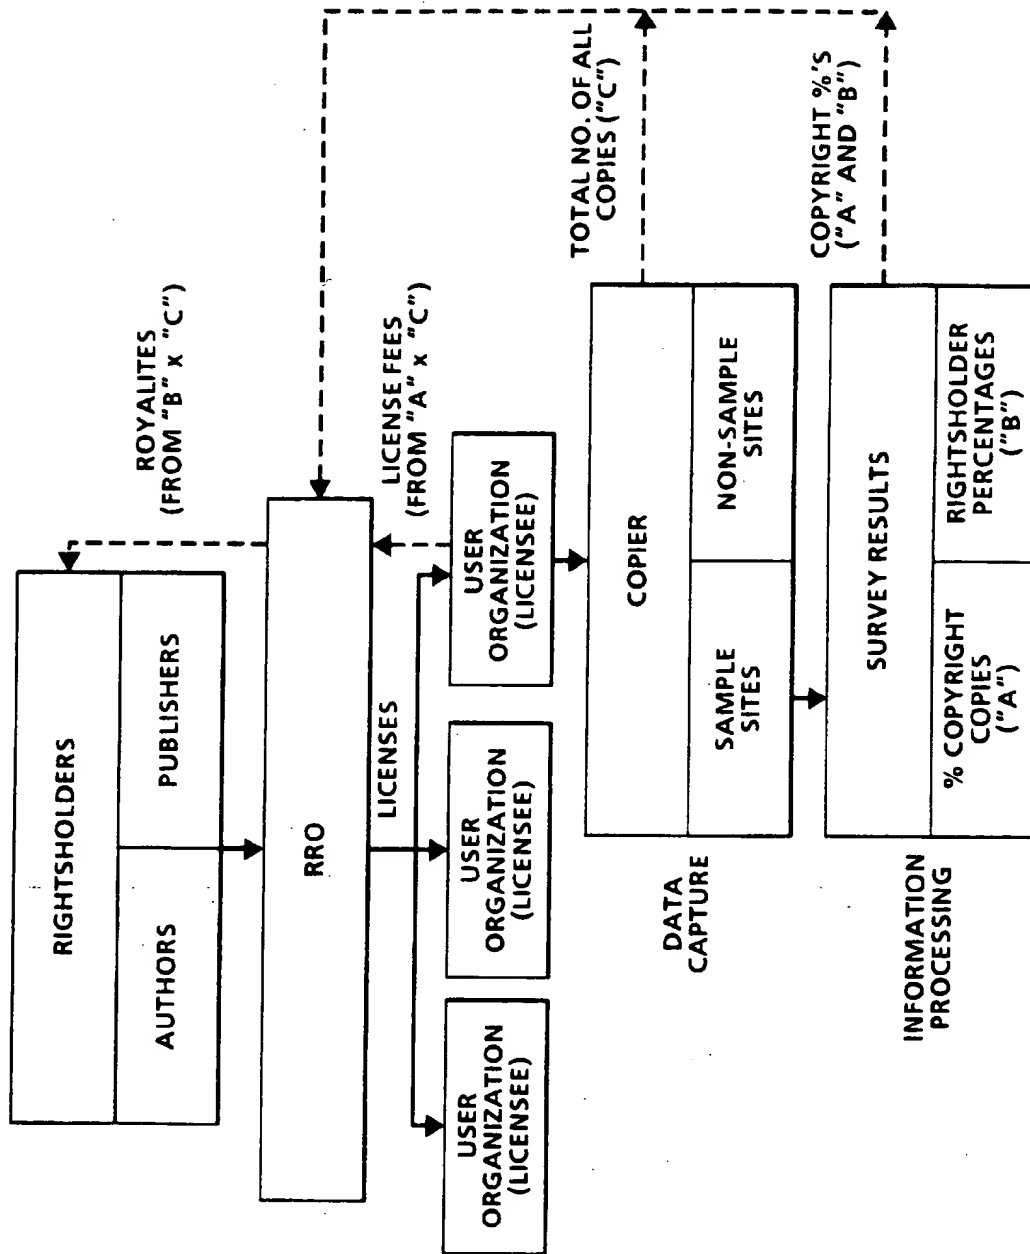 RIGHTSHOLDERS
AUTHORS
PUBLISHERS
ROYALITES
(FROM "B" x "C")
RRO
LICENSES
LICENSE FEES
(FROM "A" x "C")
USER
ORGANIZATION
(LICENSEE)
USER
ORGANIZATION
(LICENSEE)
USER
ORGANIZATION
(LICENSEE)
DATA
CAPTURE
COPIER
SAMPLE
SITES
NON-SAMPLE
SITES
TOTAL NO. OF ALL
COPIES ("C")
INFORMATION
PROCESSING
SURVEY RESULTS
% COPYRIGHT
COPIES
("A")
RIGHTSHOLDER
PERCENTAGES
("B")
COPYRIGHT %'S
("A" AND "B")